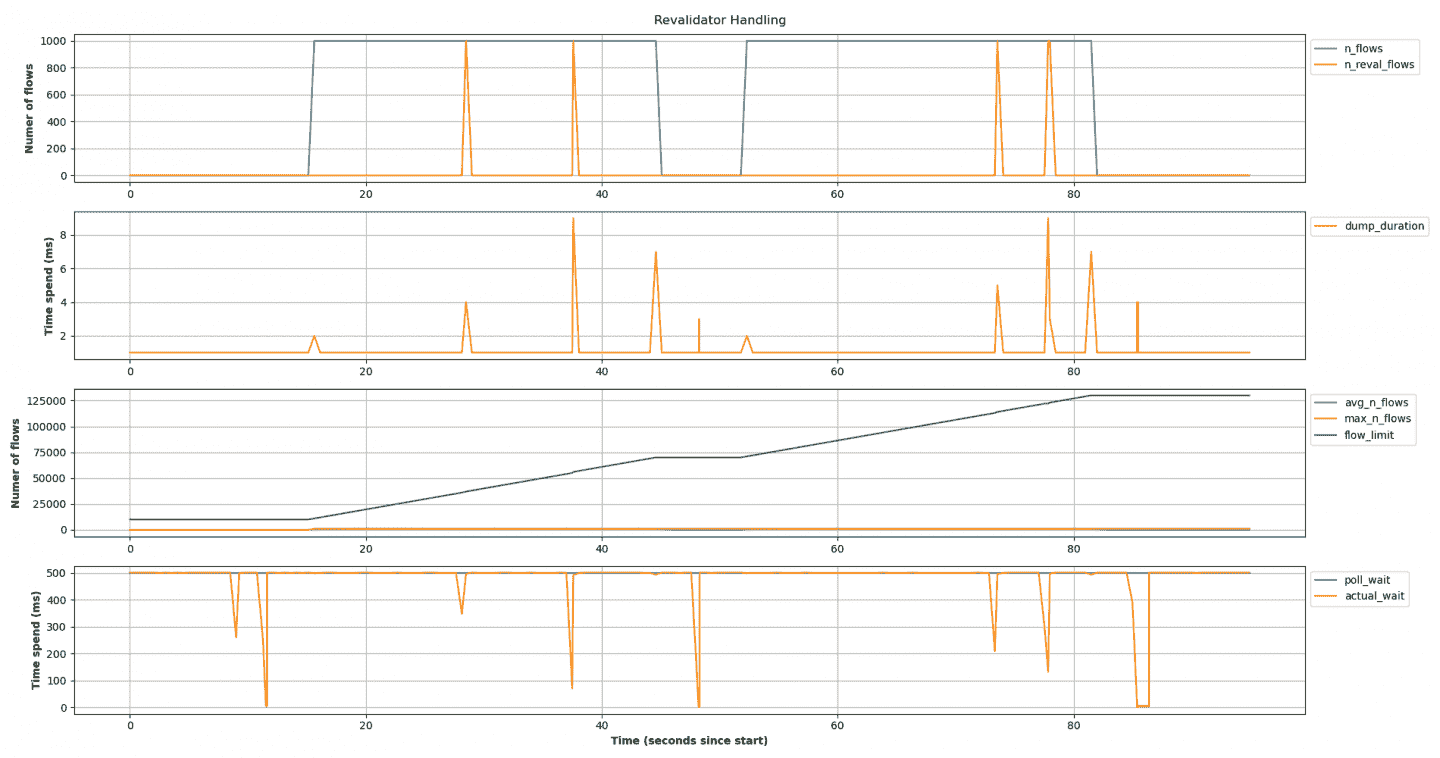 Revalidator Handling
Numer of flows
1000
800
600
400
200
0
0 20 40 60 80
n_flows
n_reval_flows
Time spend (ms)
8
6
4
2
0 20 40 60 80
dump_duration
Numer of flows
125000
100000
75000
50000
25000
0
0 20 40 60 80
avg_n_flows
max_n_flows
flow_limit
Time spend (ms)
500
400
300
200
100
0
0 20 40 60 80
poll_wait
actual_wait
Time (seconds since start)